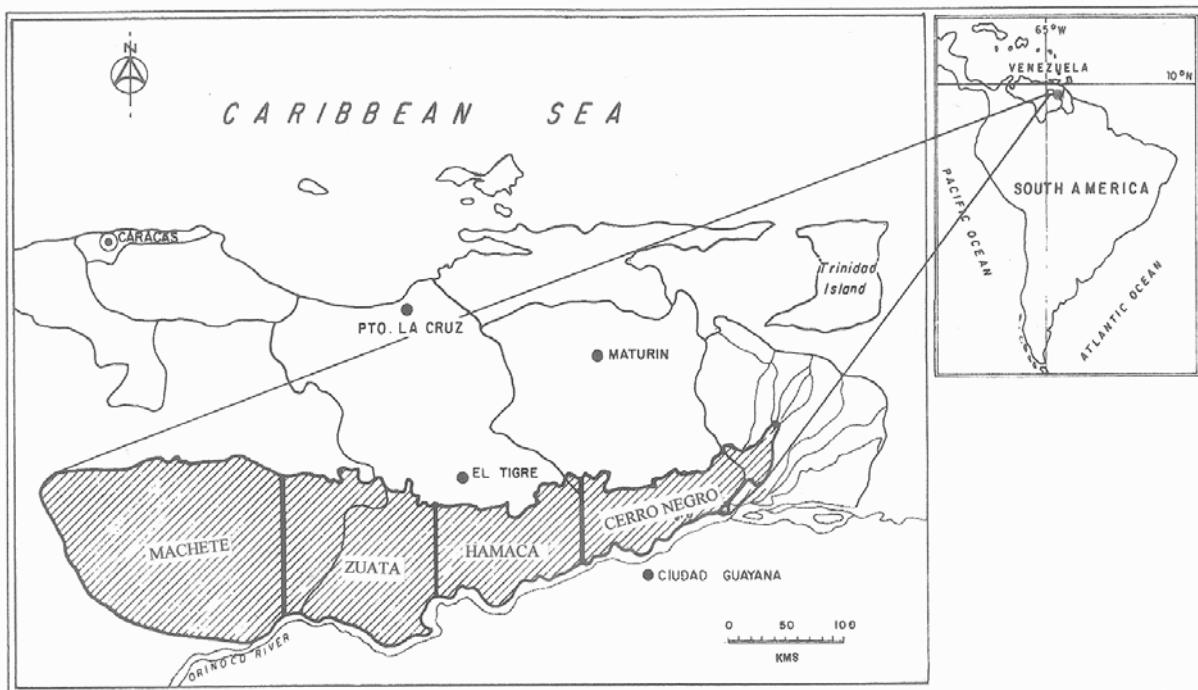 N
CARIBBEAN SEA
CARACAS
PTO. LA CRUZ
MATURIN
Trinidad
Island
EL TIGRE
MACHETE
ZUATA
HAMACA
CERRO NEGRO
CIUDAD GUAYANA
ORINOCO RIVER
0 50 100
KMS
65°W
VENEZUELA
10°N
SOUTH AMERICA
PACIFIC OCEAN
ATLANTIC OCEAN